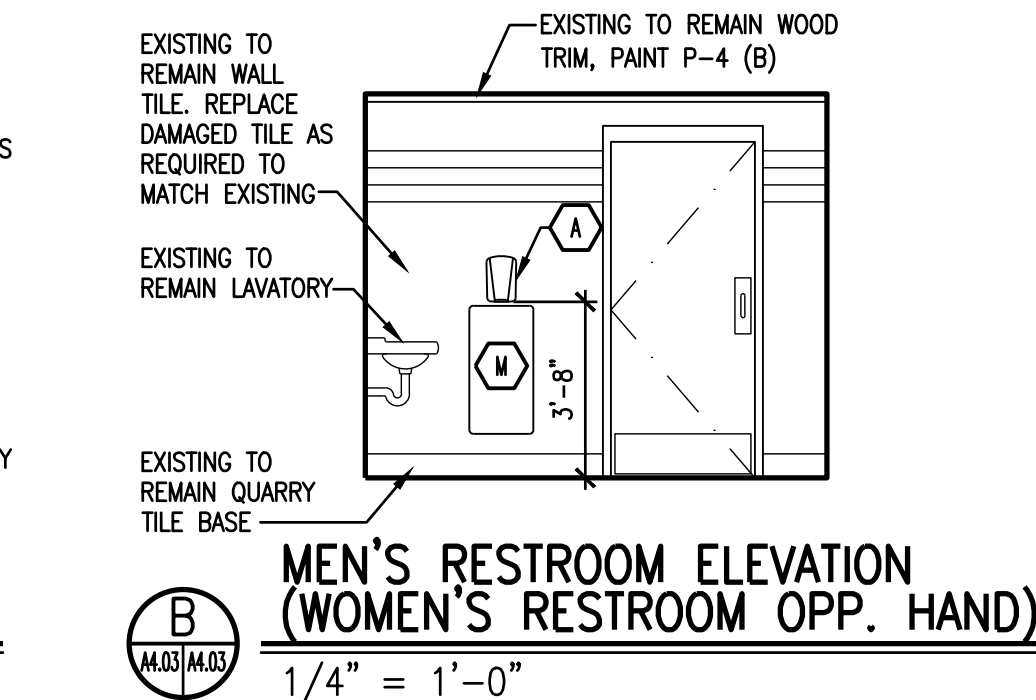 EXISTING TO REMAIN WOOD
TRIM, PAINT P-4 (B)
EXISTING TO
REMAIN WALL
TILE. REPLACE
DAMAGED TILE AS
REQUIRED TO
MATCH EXISTING
S
A
EXISTING TO
REMAIN LAVATORY
M
3'-8"
Y
EXISTING TO
REMAIN QUARRY
TILE BASE
MEN'S RESTROOM ELEVATION
(WOMEN'S RESTROOM OPP. HAND)
B
A4.03 A4.03
1/4" = 1'-0"